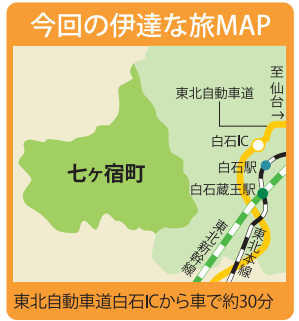 今回の伊達な旅MAP
至仙台→
東北自動車道
白石IC
白石駅
白石蔵王駅
七ヶ宿町
東北新幹線
東北本線
東北自動車道白石ICから車で約30分